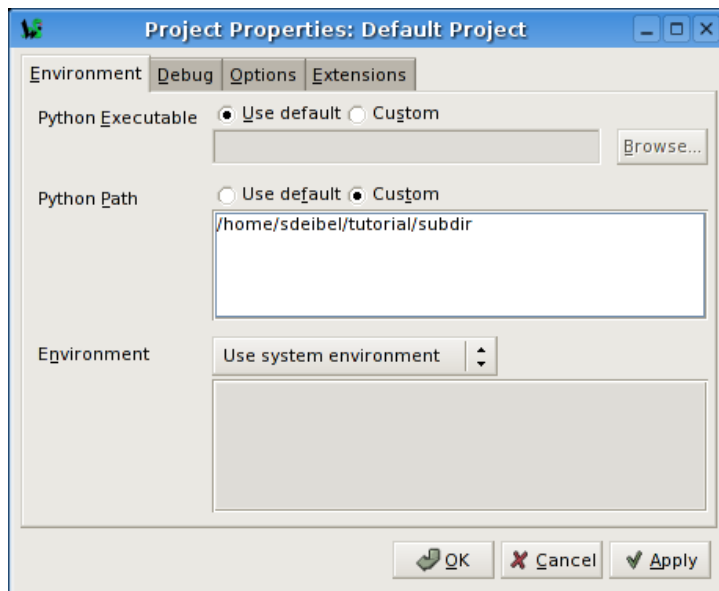 Project Properties: Default Project
Environment Debug Options Extensions
Python Executable Use default Custom
Browse...
Python Path Use default Custom
/home/sdeibel/tutorial/subdir
Environment Use system environment
OK Cancel Apply